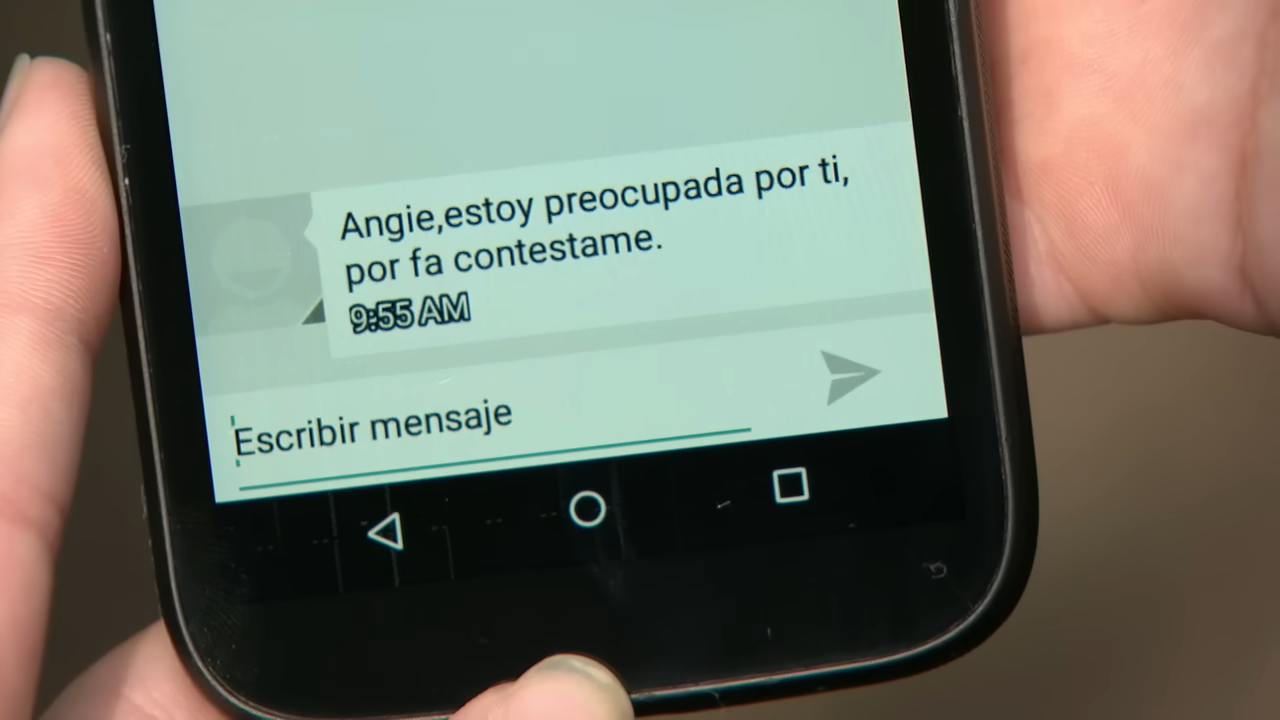 Angie,estoy preocupada por ti,
por fa contestame.
9:55 AM
Escribir mensaje